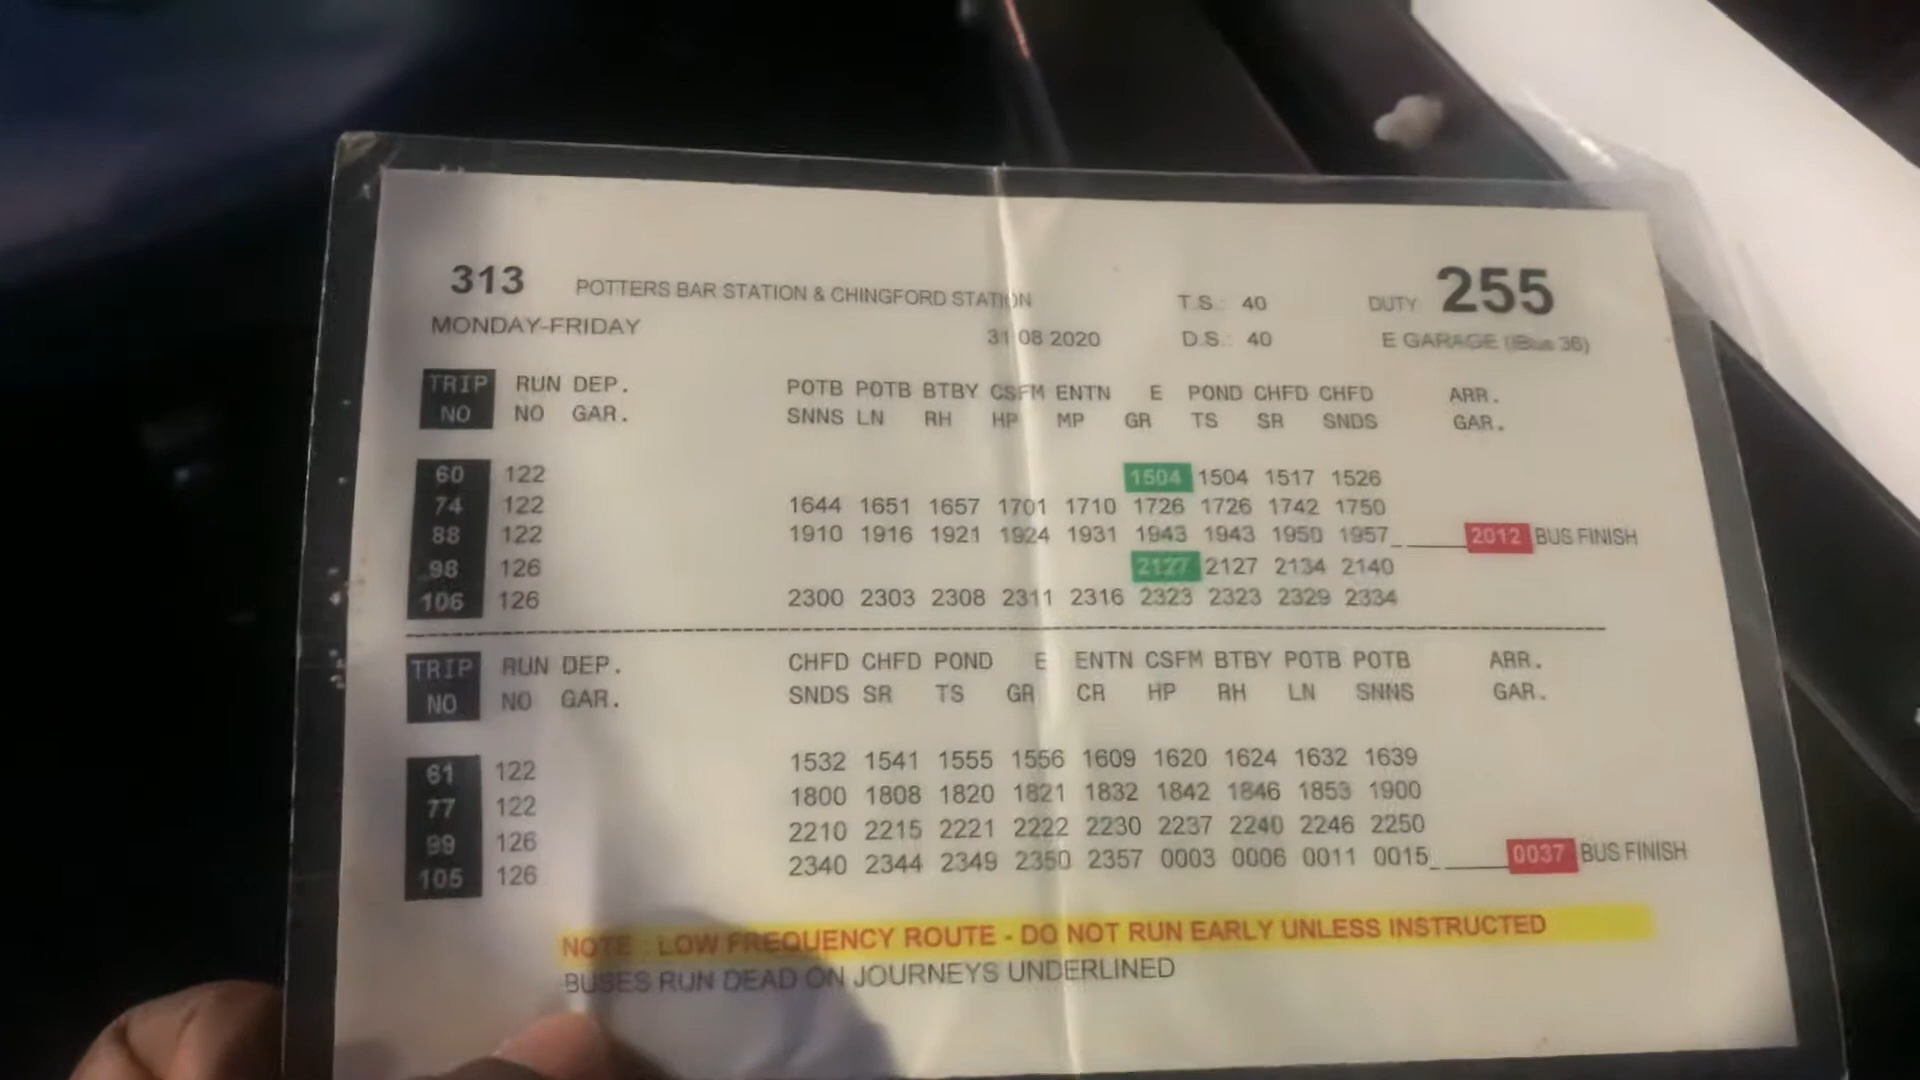 313 POTTERS BAR STATION & CHINGFORD STATION T.S.: 40 DUTY 255
MONDAY-FRIDAY 31 08 2020 D.S.: 40 E GARAGE (iBus 36)
TRIP RUN DEP. POTB POTB BTBY CSFM ENTN E POND CHFD CHFD ARR.
NO NO GAR. SNNS LN RH HP MP GR TS SR SNDS GAR.
60 122 1504 1504 1517 1526
74 122 1644 1651 1657 1701 1710 1726 1726 1742 1750
88 122 1910 1916 1921 1924 1931 1943 1943 1950 1957 2012 BUS FINISH
98 126 2127 2127 2134 2140
106 126 2300 2303 2308 2311 2316 2323 2323 2329 2334
TRIP RUN DEP. CHFD CHFD POND E ENTN CSFM BTBY POTB POTB ARR.
NO NO GAR. SNDS SR TS GR CR HP RH LN SNNS GAR.
61 122 1532 1541 1555 1556 1609 1620 1624 1632 1639
77 122 1800 1808 1820 1821 1832 1842 1846 1853 1900
99 126 2210 2215 2221 2222 2230 2237 2240 2246 2250
105 126 2340 2344 2349 2350 2357 0003 0006 0011 0015 0037 BUS FINISH
NOTE : LOW FREQUENCY ROUTE - DO NOT RUN EARLY UNLESS INSTRUCTED
BUSES RUN DEAD ON JOURNEYS UNDERLINED